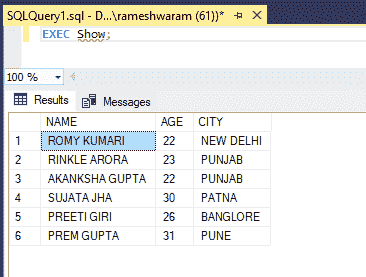 SQLQuery1.sql - D...\rameshwaram (61))*
EXEC Show;
100 %
Results Messages
NAME AGE CITY
1 ROMY KUMARI 22 NEW DELHI
2 RINKLE ARORA 23 PUNJAB
3 AKANKSHA GUPTA 22 PUNJAB
4 SUJATA JHA 30 PATNA
5 PREETI GIRI 26 BANGLORE
6 PREM GUPTA 31 PUNE